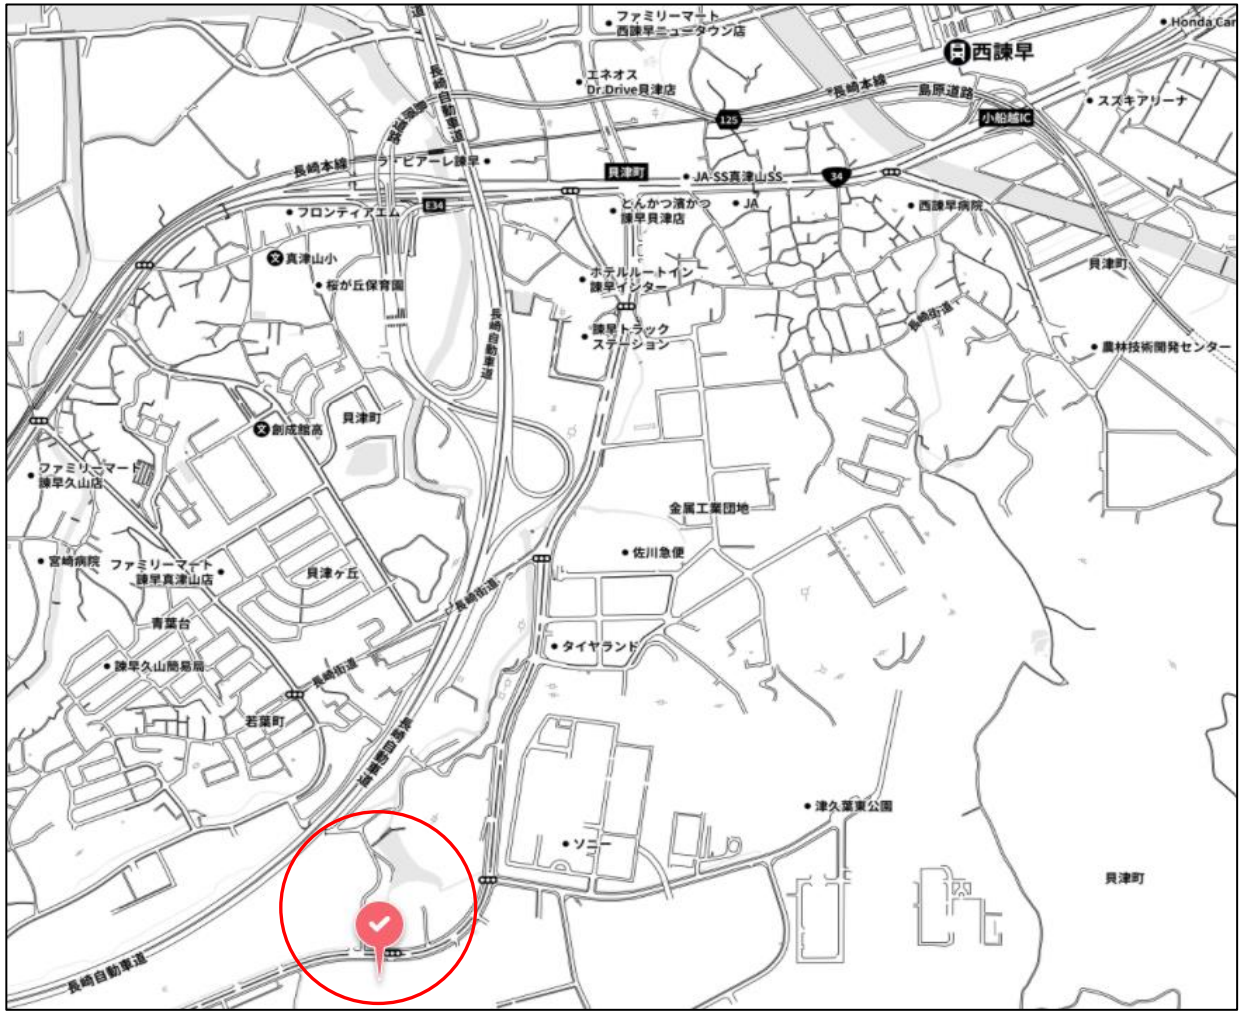 ファミリーマート
西諫早ニュータウン店
Honda Car
西諫早
エネオス
Dr.Drive貝津店
長崎自動車道
長崎本線
島原道路
スズキアリーナ
小船越IC
125
島原道路
長崎本線
ラ・ビアーレ諫早
貝津町
JA-SS真津山SS
34
E34
とんかつ濱かつ
諫早貝津店
JA
西諫早病院
フロンティアエム
真津山小
桜が丘保育園
ホテルルートイン
諫早インター
貝津町
長崎街道
長崎自動車道
諫早トラック
ステーション
農林技術開発センター
貝津町
文
創成館高
文
ファミリーマート
諫早久山店
金属工業団地
佐川急便
宮崎病院
ファミリーマート
諫早真津山店
貝津ヶ丘
長崎街道
青葉台
タイヤランド
諫早久山簡易局
長崎街道
若葉町
長崎自動車道
津久葉東公園
ソニー
貝津町
長崎自動車道
道